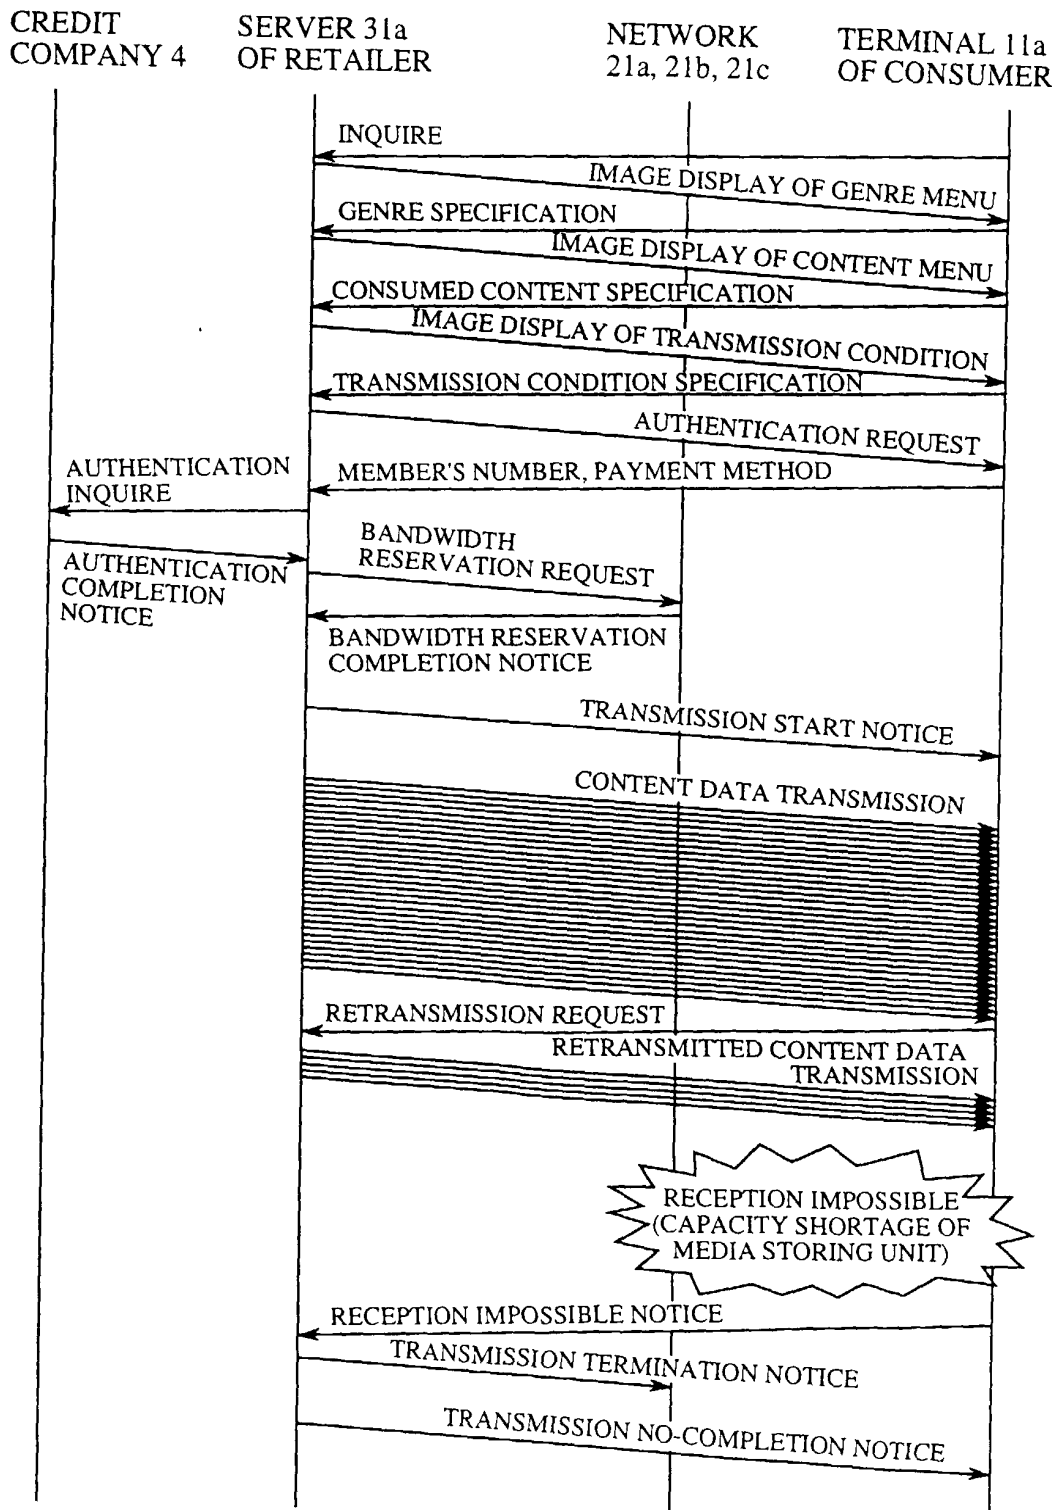 CREDIT
COMPANY 4
SERVER 31a
OF RETAILER
NETWORK
21a, 21b, 21c
TERMINAL 11a
OF CONSUMER
INQUIRE
IMAGE DISPLAY OF GENRE MENU
GENRE SPECIFICATION
IMAGE DISPLAY OF CONTENT MENU
CONSUMED CONTENT SPECIFICATION
IMAGE DISPLAY OF TRANSMISSION CONDITION
TRANSMISSION CONDITION SPECIFICATION
AUTHENTICATION REQUEST
MEMBER'S NUMBER, PAYMENT METHOD
AUTHENTICATION
INQUIRE
BANDWIDTH
RESERVATION REQUEST
AUTHENTICATION
COMPLETION
NOTICE
BANDWIDTH RESERVATION
COMPLETION NOTICE
TRANSMISSION START NOTICE
CONTENT DATA TRANSMISSION
RETRANSMISSION REQUEST
RETRANSMITTED CONTENT DATA
TRANSMISSION
RECEPTION IMPOSSIBLE
(CAPACITY SHORTAGE OF
MEDIA STORING UNIT)
RECEPTION IMPOSSIBLE NOTICE
TRANSMISSION TERMINATION NOTICE
TRANSMISSION NO-COMPLETION NOTICE